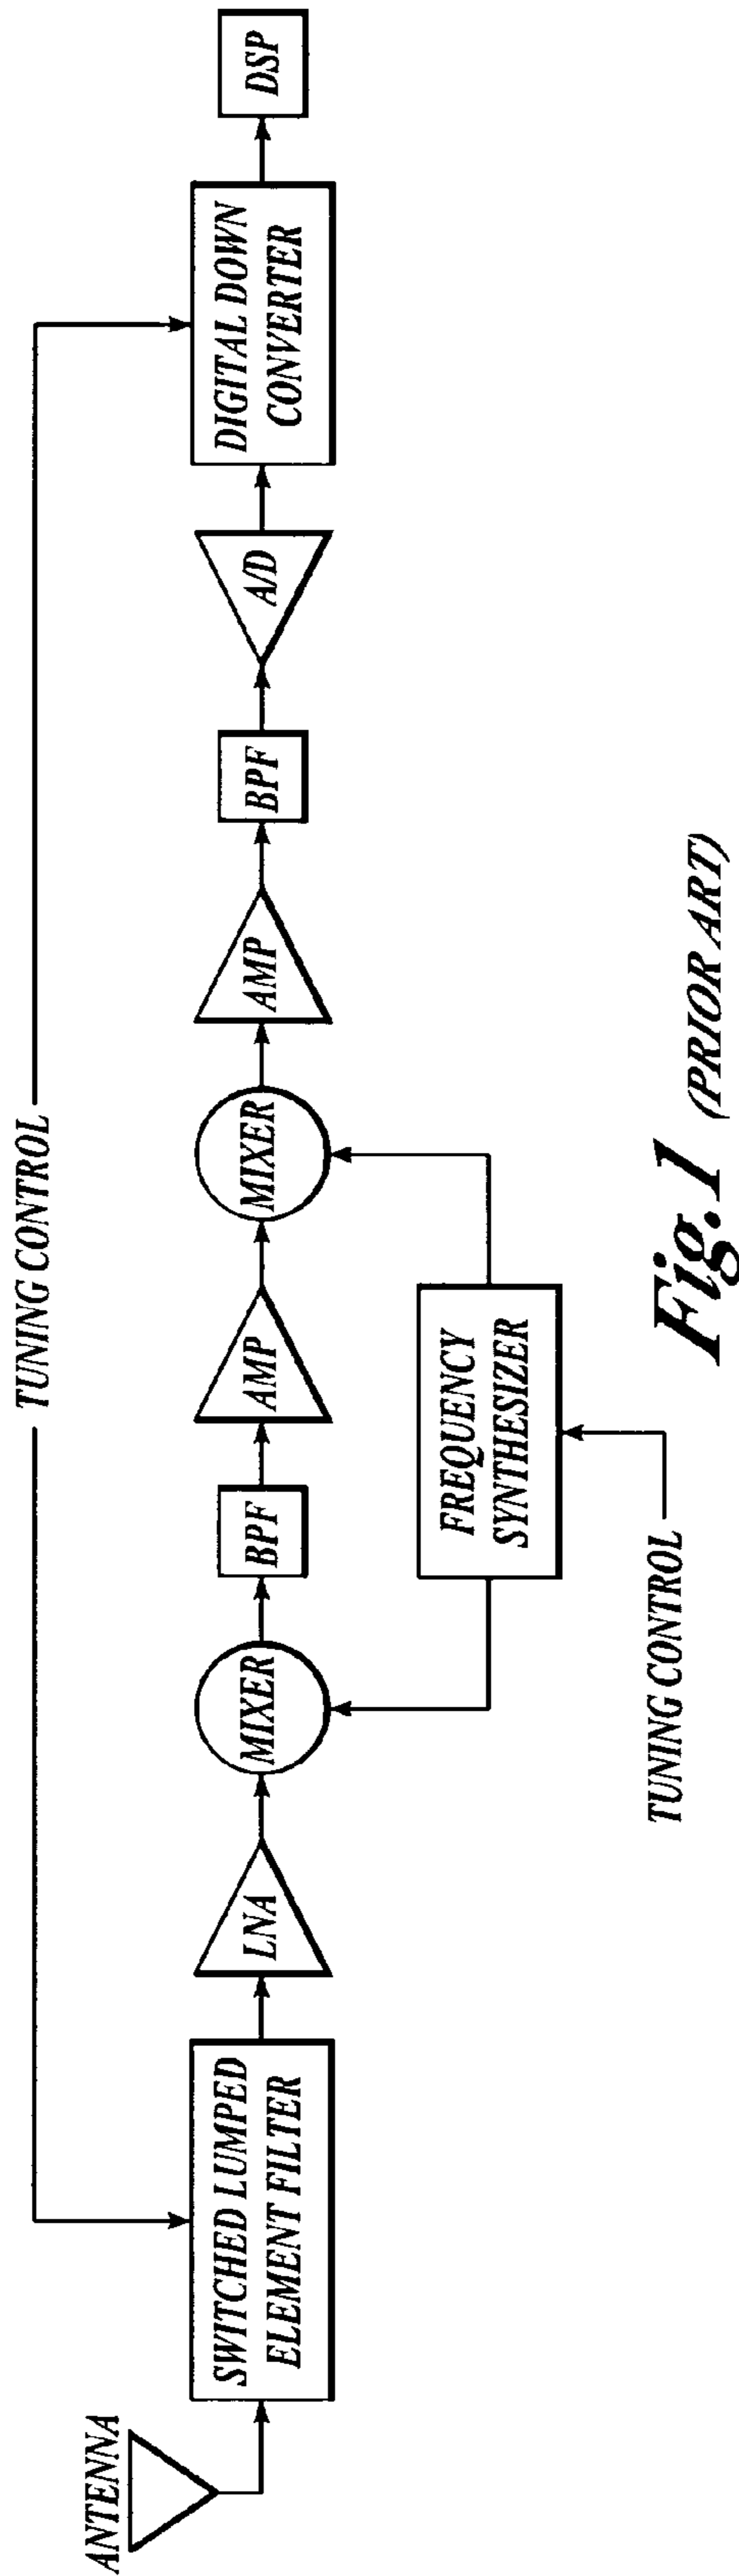 TUNING CONTROL
ANTENNA
SWITCHED LUMPED
ELEMENT FILTER
LNA
MIXER
BPF
AMP
MIXER
AMP
BPF
A/D
DIGITAL DOWN
CONVERTER
DSP
FREQUENCY
SYNTHESIZER
TUNING CONTROL
Fig.1 (PRIOR ART)